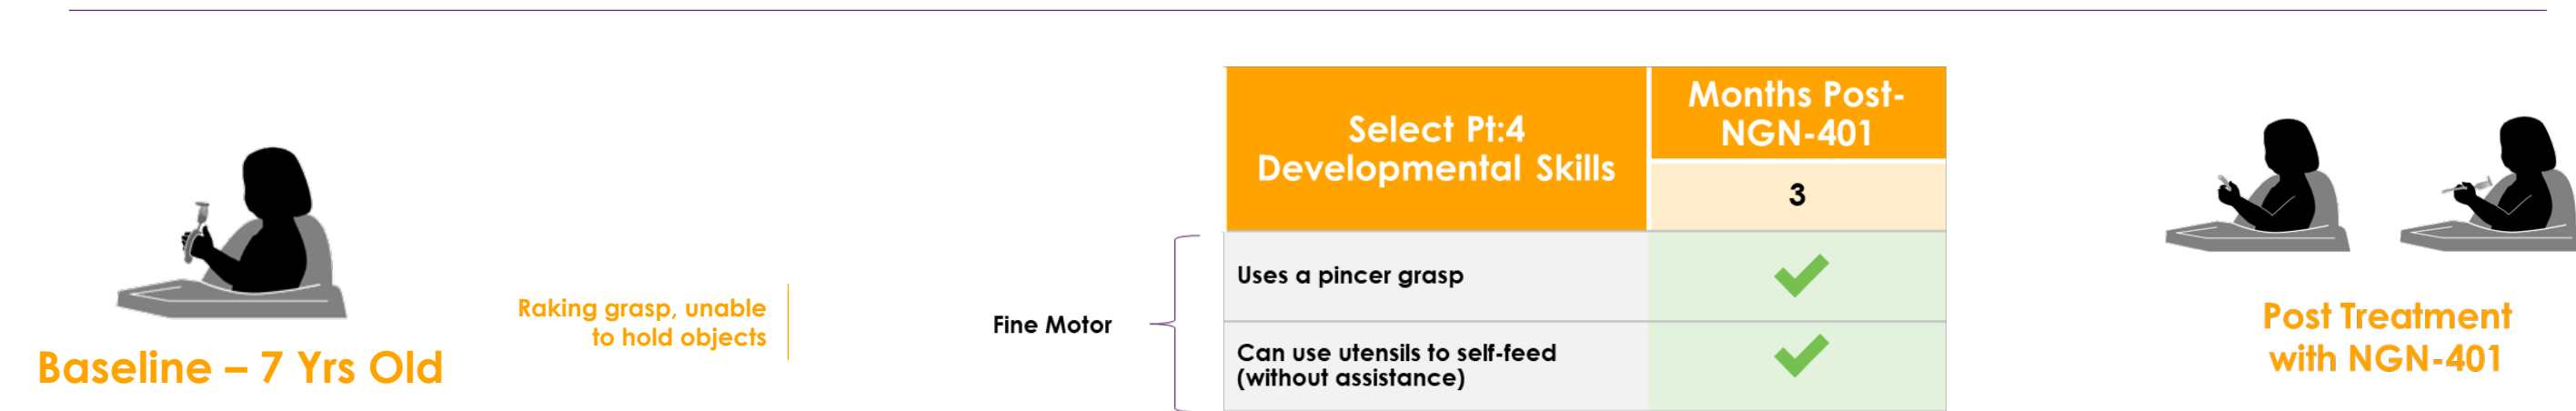 Baseline – 7 Yrs Old
Raking grasp, unable
to hold objects
Fine Motor
Select Pt:4
Developmental Skills
Months Post-
NGN-401
3
Uses a pincer grasp
Can use utensils to self-feed
(without assistance)
Post Treatment
with NGN-401